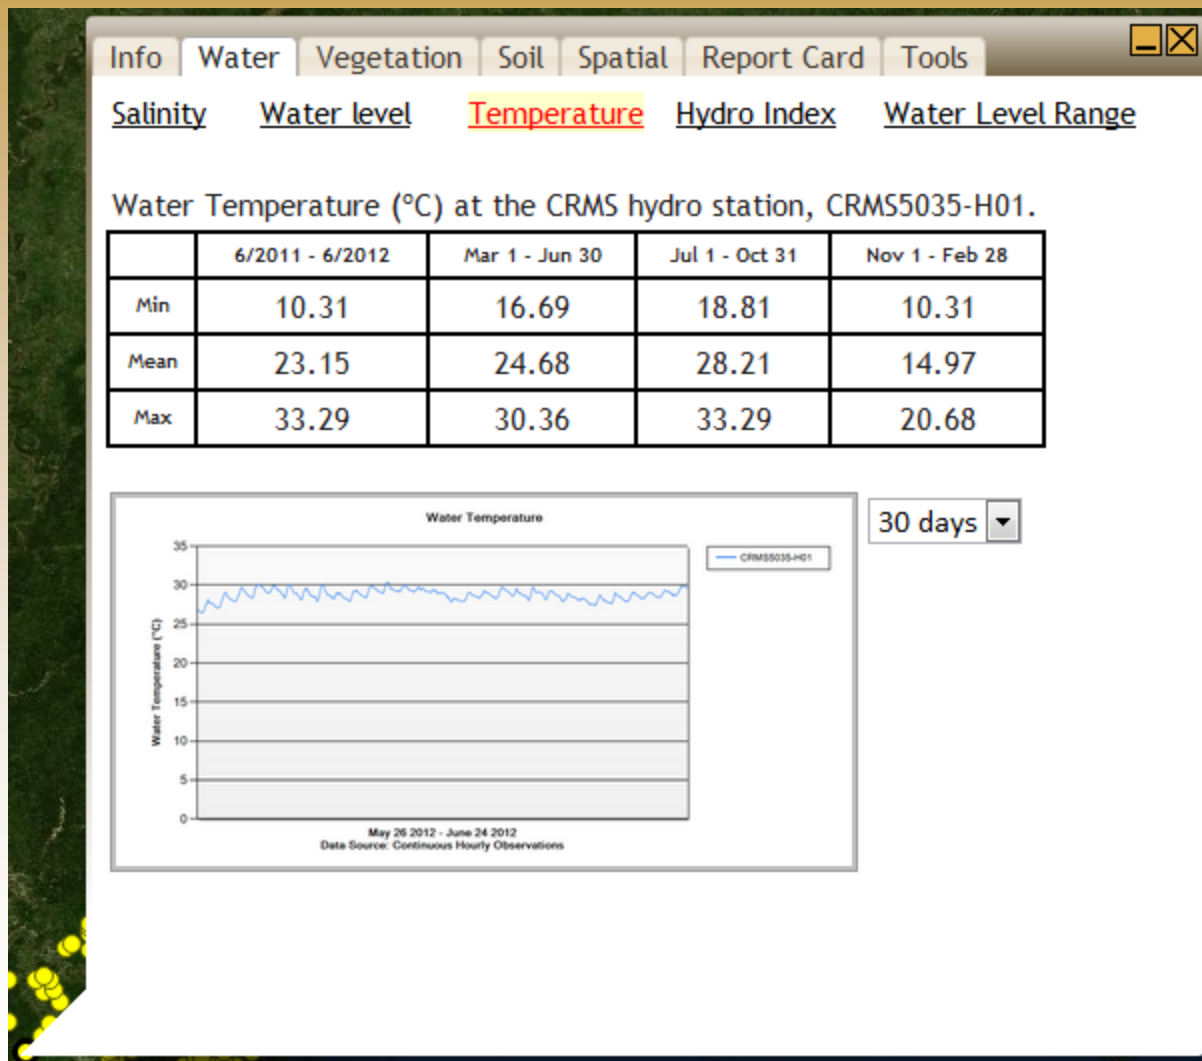 Info Water Vegetation Soil Spatial Report Card Tools
Salinity Water level Temperature Hydro Index Water Level Range
Water Temperature (°C) at the CRMS hydro station, CRMS5035-H01.
6/2011 - 6/2012 Mar 1 - Jun 30 Jul 1 - Oct 31 Nov 1 - Feb 28
Min 10.31 16.69 18.81 10.31
Mean 23.15 24.68 28.21 14.97
Max 33.29 30.36 33.29 20.68
30 days
Water Temperature
CRMS5035-H01
Water Temperature (°C)
35
30
25
20
15
10
5
0
May 26 2012 - June 24 2012
Data Source: Continuous Hourly Observations